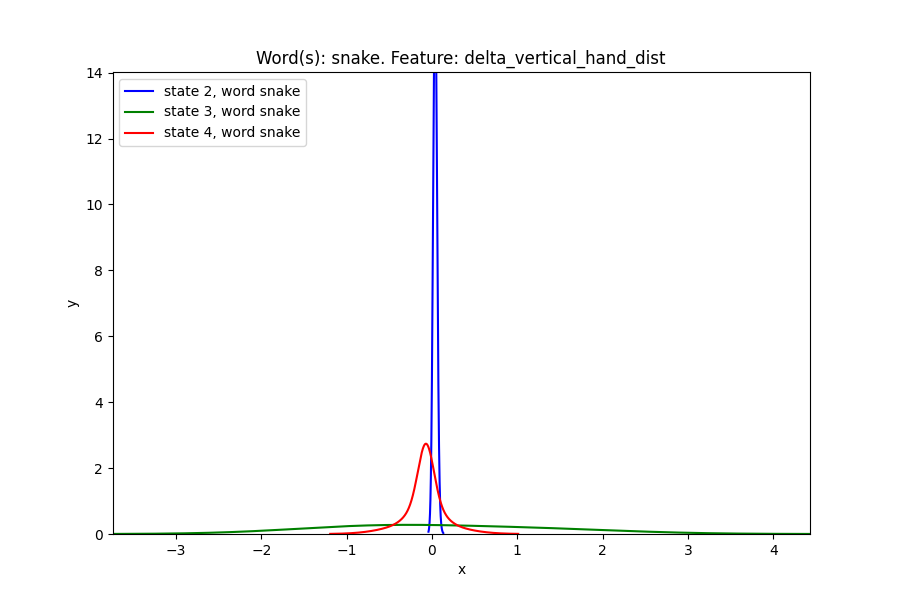 Word(s): snake. Feature: delta_vertical_hand_dist
14
state 2, word snake
state 3, word snake
state 4, word snake
12
10
8
y
6
4
2
0
−3 −2 −1 0 1 2 3 4
x